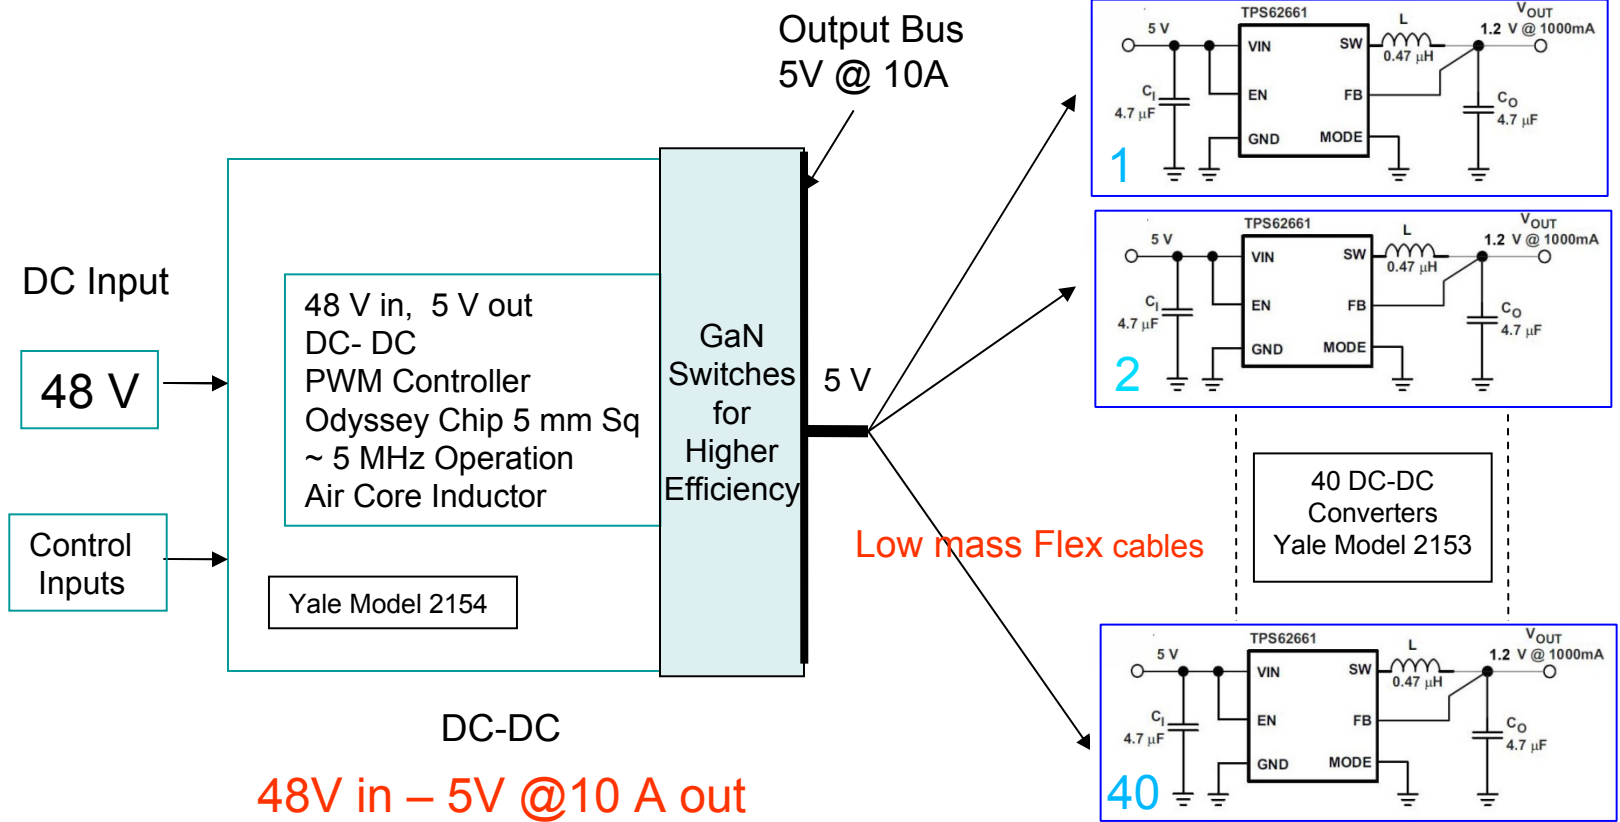 Output Bus
5V @ 10A
DC Input
48 V
Control
Inputs
48 V in, 5 V out
DC- DC
PWM Controller
Odyssey Chip 5 mm Sq
~ 5 MHz Operation
Air Core Inductor
Yale Model 2154
GaN
Switches
for
Higher
Efficiency
5 V
DC-DC
48V in – 5V @10 A out
Low mass Flex cables
TPS62661
5 V
VIN
SW
L
0.47 µH
VOUT
1.2 V @ 1000mA
CI
4.7 µF
EN
FB
CO
4.7 µF
GND
MODE
1
TPS62661
5 V
VIN
SW
L
0.47 µH
VOUT
1.2 V @ 1000mA
CI
4.7 µF
EN
FB
CO
4.7 µF
GND
MODE
2
40 DC-DC
Converters
Yale Model 2153
TPS62661
5 V
VIN
SW
L
0.47 µH
VOUT
1.2 V @ 1000mA
CI
4.7 µF
EN
FB
CO
4.7 µF
GND
MODE
40